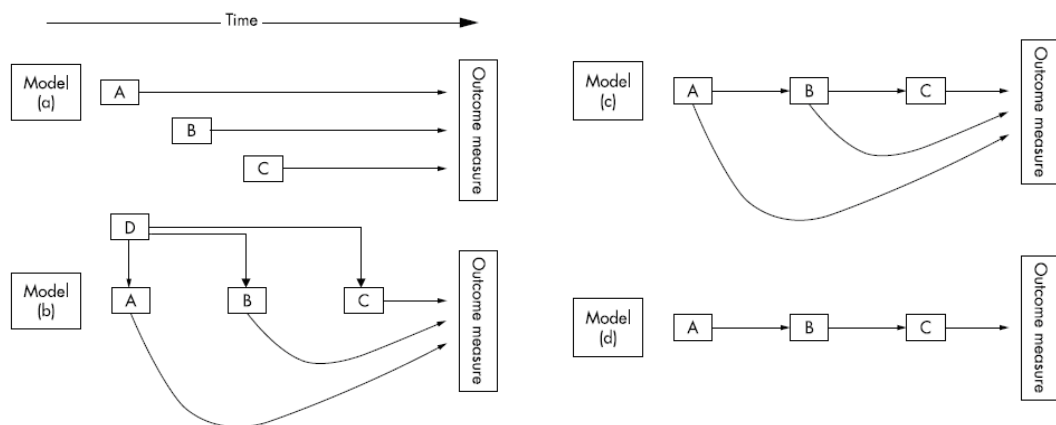 Time
Model
(a)
A
B
C
Outcome measure
Model
(b)
D
A
B
C
Outcome measure
Model
(c)
A
B
C
Outcome measure
Model
(d)
A
B
C
Outcome measure